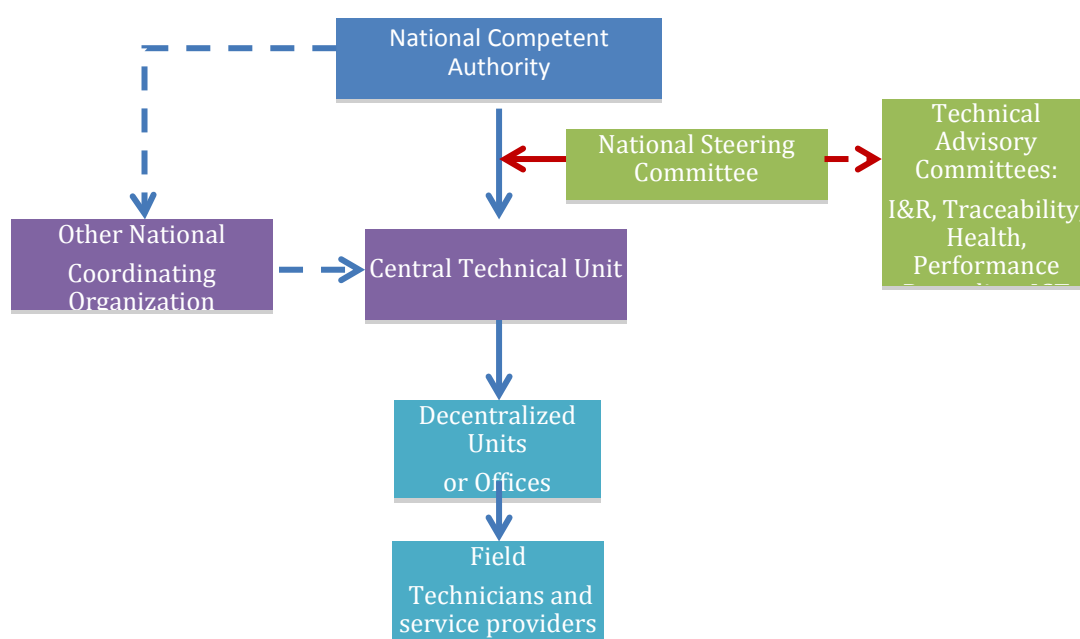 National Competent
Authority
National Steering
Committee
Technical
Advisory
Committees:
I&R, Traceability
Health,
Performance
Other National
Coordinating
Organization
Central Technical Unit
Decentralized
Units
or Offices
Field
Technicians and
service providers